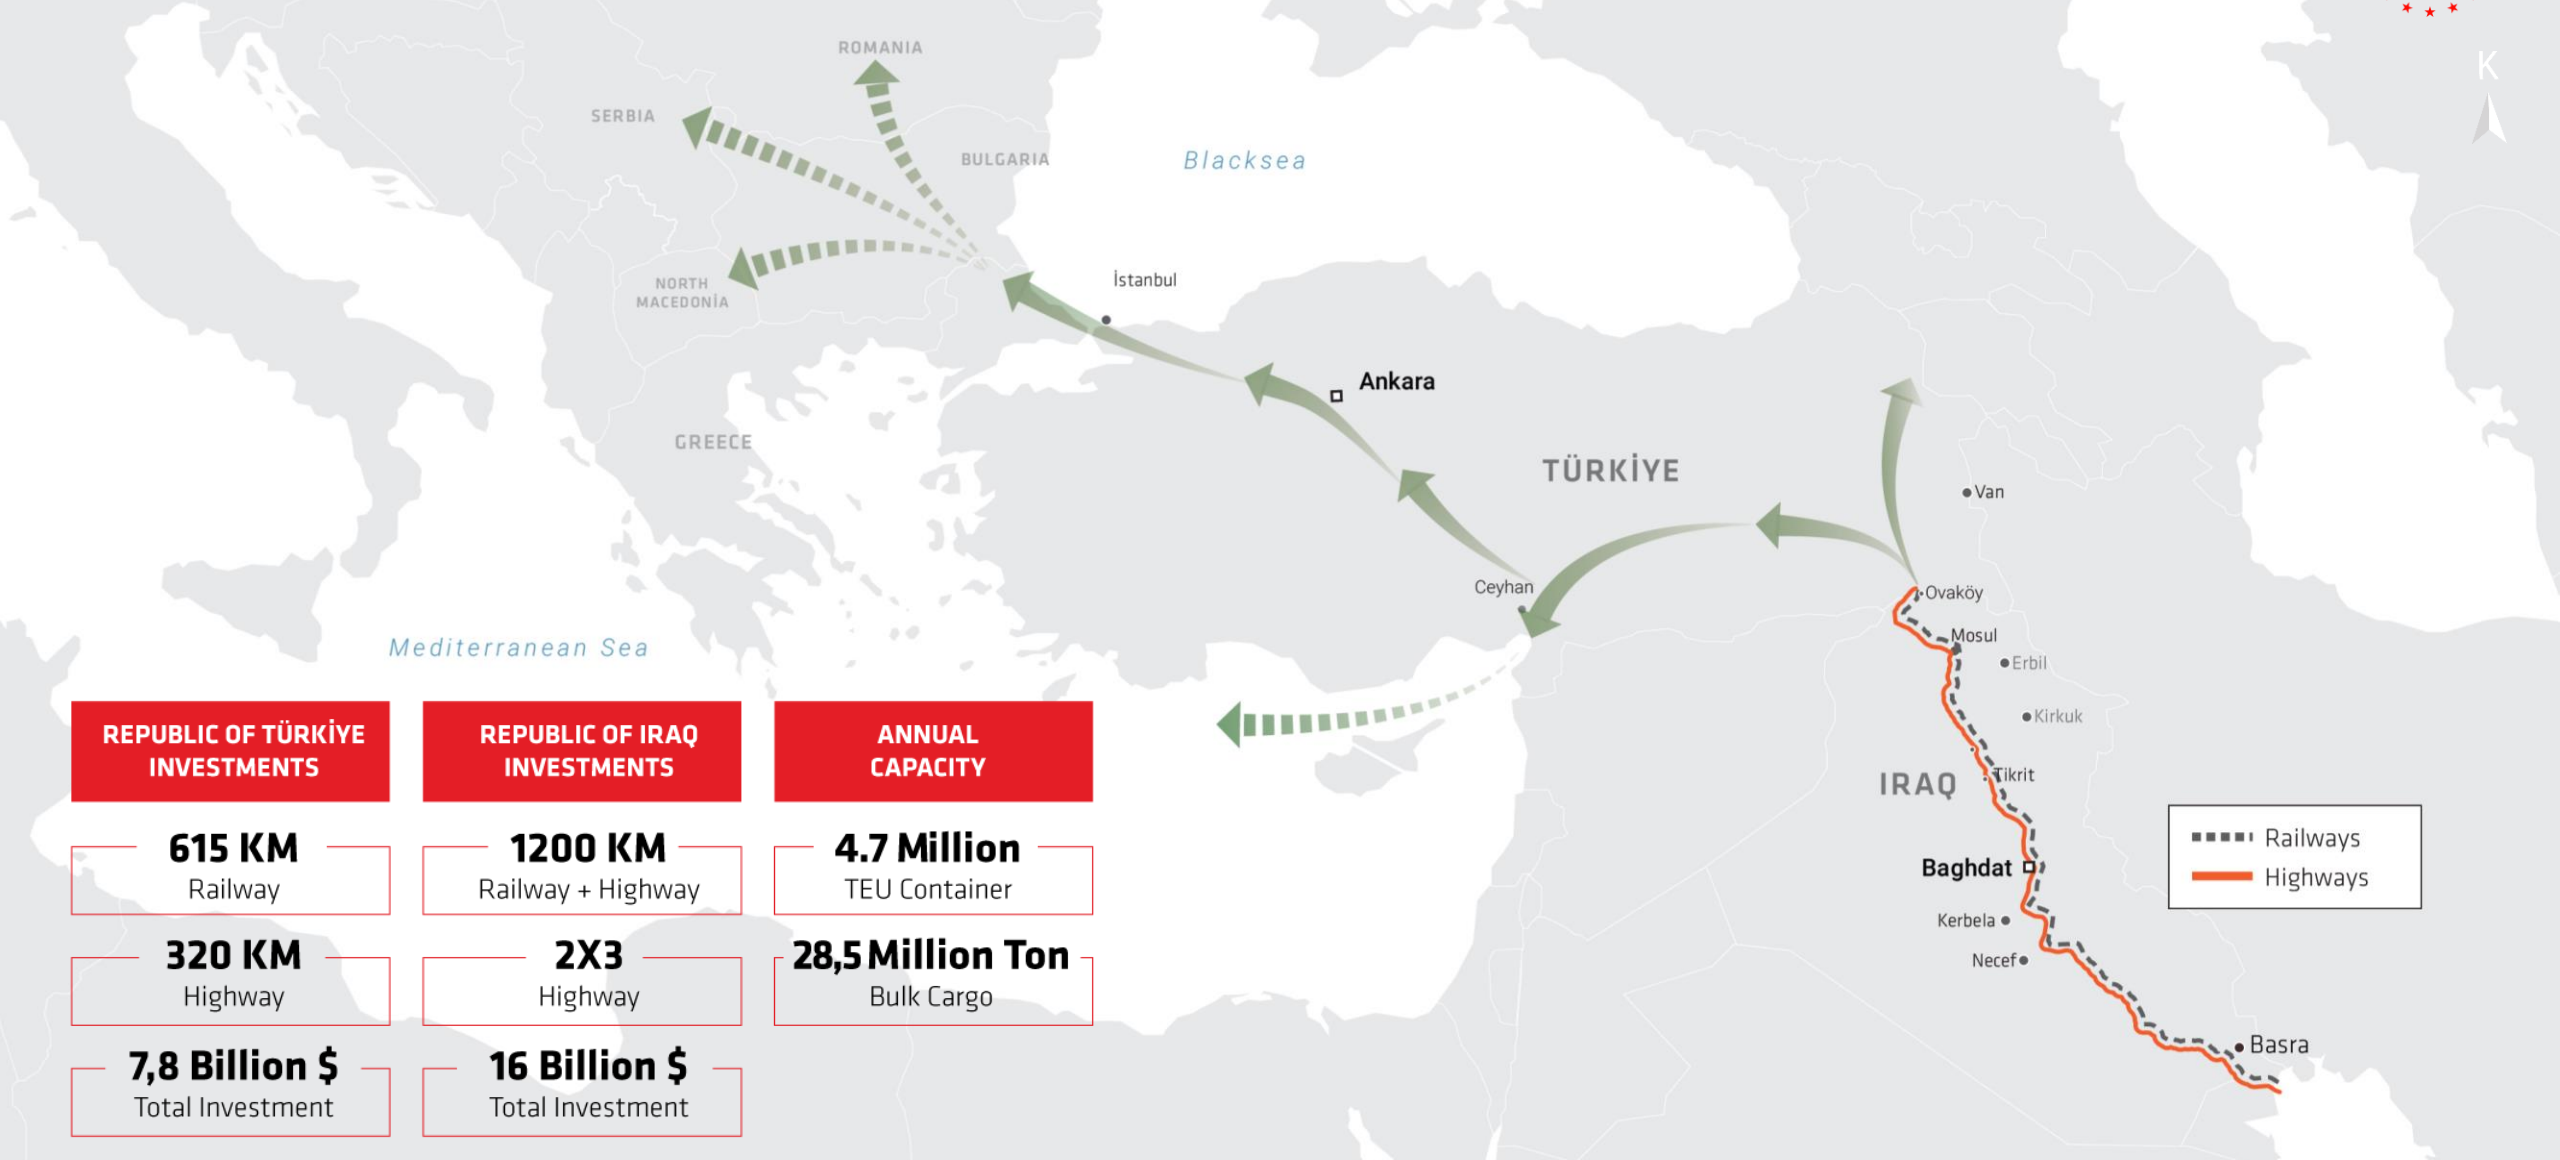 ROMANIA
K
SERBIA
BULGARIA
Blacksea
İstanbul
NORTH
MACEDONİA
Ankara
GREECE
TÜRKİYE
Van
Ceyhan
Ovaköy
Mosul
Mediterranean Sea
Erbil
Kirkuk
Tikrit
IRAQ
Baghdat
Kerbela
Necef
Basra
Railways
Highways
REPUBLIC OF TÜRKİYE
INVESTMENTS
615 KM
Railway
320 KM
Highway
7,8 Billion $
Total Investment
REPUBLIC OF IRAQ
INVESTMENTS
1200 KM
Railway + Highway
2X3
Highway
16 Billion $
Total Investment
ANNUAL
CAPACITY
4.7 Million
TEU Container
28,5 Million Ton
Bulk Cargo